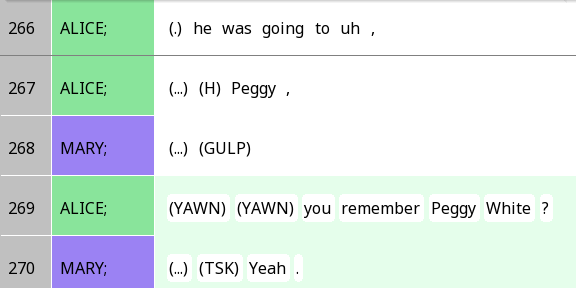 266 ALICE; (.) he was going to uh ,
267 ALICE; (...) (H) Peggy ,
268 MARY; (...) (GULP)
269 ALICE; (YAWN) (YAWN) you remember Peggy White ?
270 MARY; (...) (TSK) Yeah .